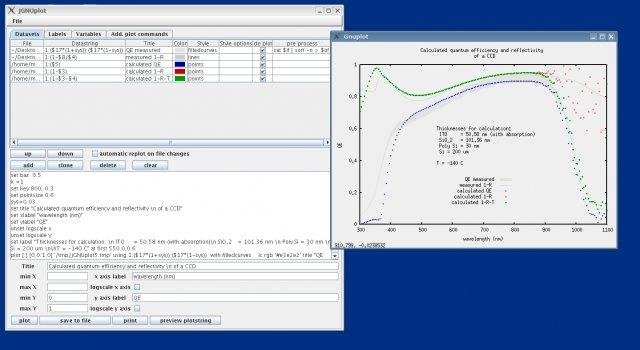 JGNUplot
File
Datasets Labels Variables Add. plot commands
File Datastring Title Color Style Style options do plot pre process
~/Deskto... 1:($17*(1+sys)) ($17*(1-... QE measured filledcurves cat $if | sort -n > $of
~/Deskto... 1:(1-$8/$4) measured 1-R lines
/home/m... 1:($5) calculated QE points
/home/m... 1:(1-$3) calculated 1-R points
/home/m... 1:(1-$3-$4) calculated 1-R-T points
up down automatic replot on file changes
add clone delete clear
set bar 0.5
set key 800, 0.3
set pointsize 0.6
sys=0.03
set title "Calculated quantum efficiency and reflectivity \n of a CCD"
set xlabel "wavelength (nm)"
set ylabel "QE"
unset logscale x
unset logscale y
set label "Thicknesses for calculation: \n ITO = 50.58 nm (with absorption)\n SiO_2 = 101.36 nm \n Poly Si = 30 nm \n
Si = 200 um \n\nT = -140 C" at first 550,0.6
plot [:] [0.0:1.0] '/tmp/JGNUplot5.tmp' using 1:($17*(1+sys)) ($17*(1-sys)) with filledcurves lc rgb '#e2e2e2' title "QE
Title Calculated quantum efficiency and reflectivity \n of a CCD
min X x axis label wavelength (nm)
max X logscale x axis
min Y 0 y axis label QE
max Y 1 logscale y axis
plot save to file print preview plotstring
Gnuplot
Calculated quantum efficiency and reflectivity
of a CCD
1
0,8
0,6
0,4
0,2
0
QE
Thicknesses for calculation:
ITO = 50,58 nm (with absorption)
SiO_2 = 101,36 nm
Poly Si = 30 nm
Si = 200 um
T = -140 C
QE measured
measured 1-R
calculated QE
calculated 1-R
calculated 1-R-T
300 400 500 600 700 800 900 1000 1100
wavelength (nm)